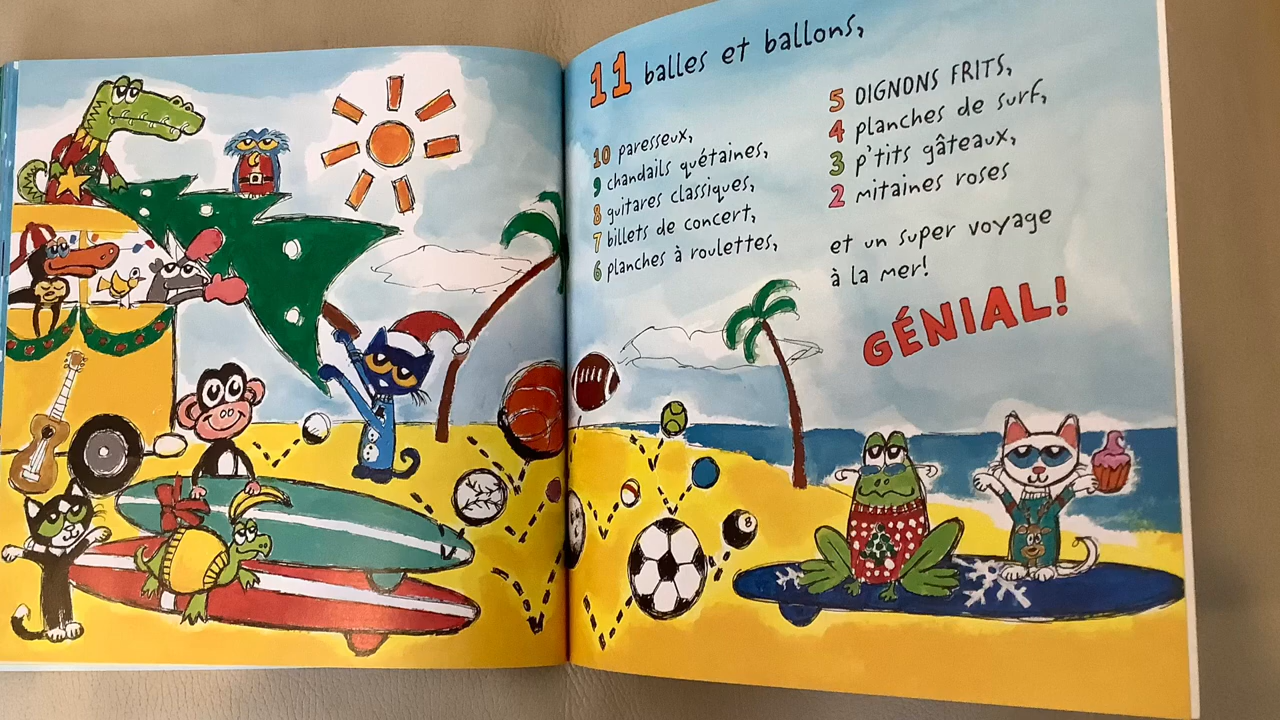 11 balles et ballons,
10 paresseux,
9 chandails quétaines,
8 guitares classiques,
7 billets de concert,
6 planches à roulettes,
5 OIGNONS FRITS,
4 planches de surf,
3 p'tits gâteaux,
2 mitaines roses
et un super voyage
à la mer!
GÉNIAL!
8